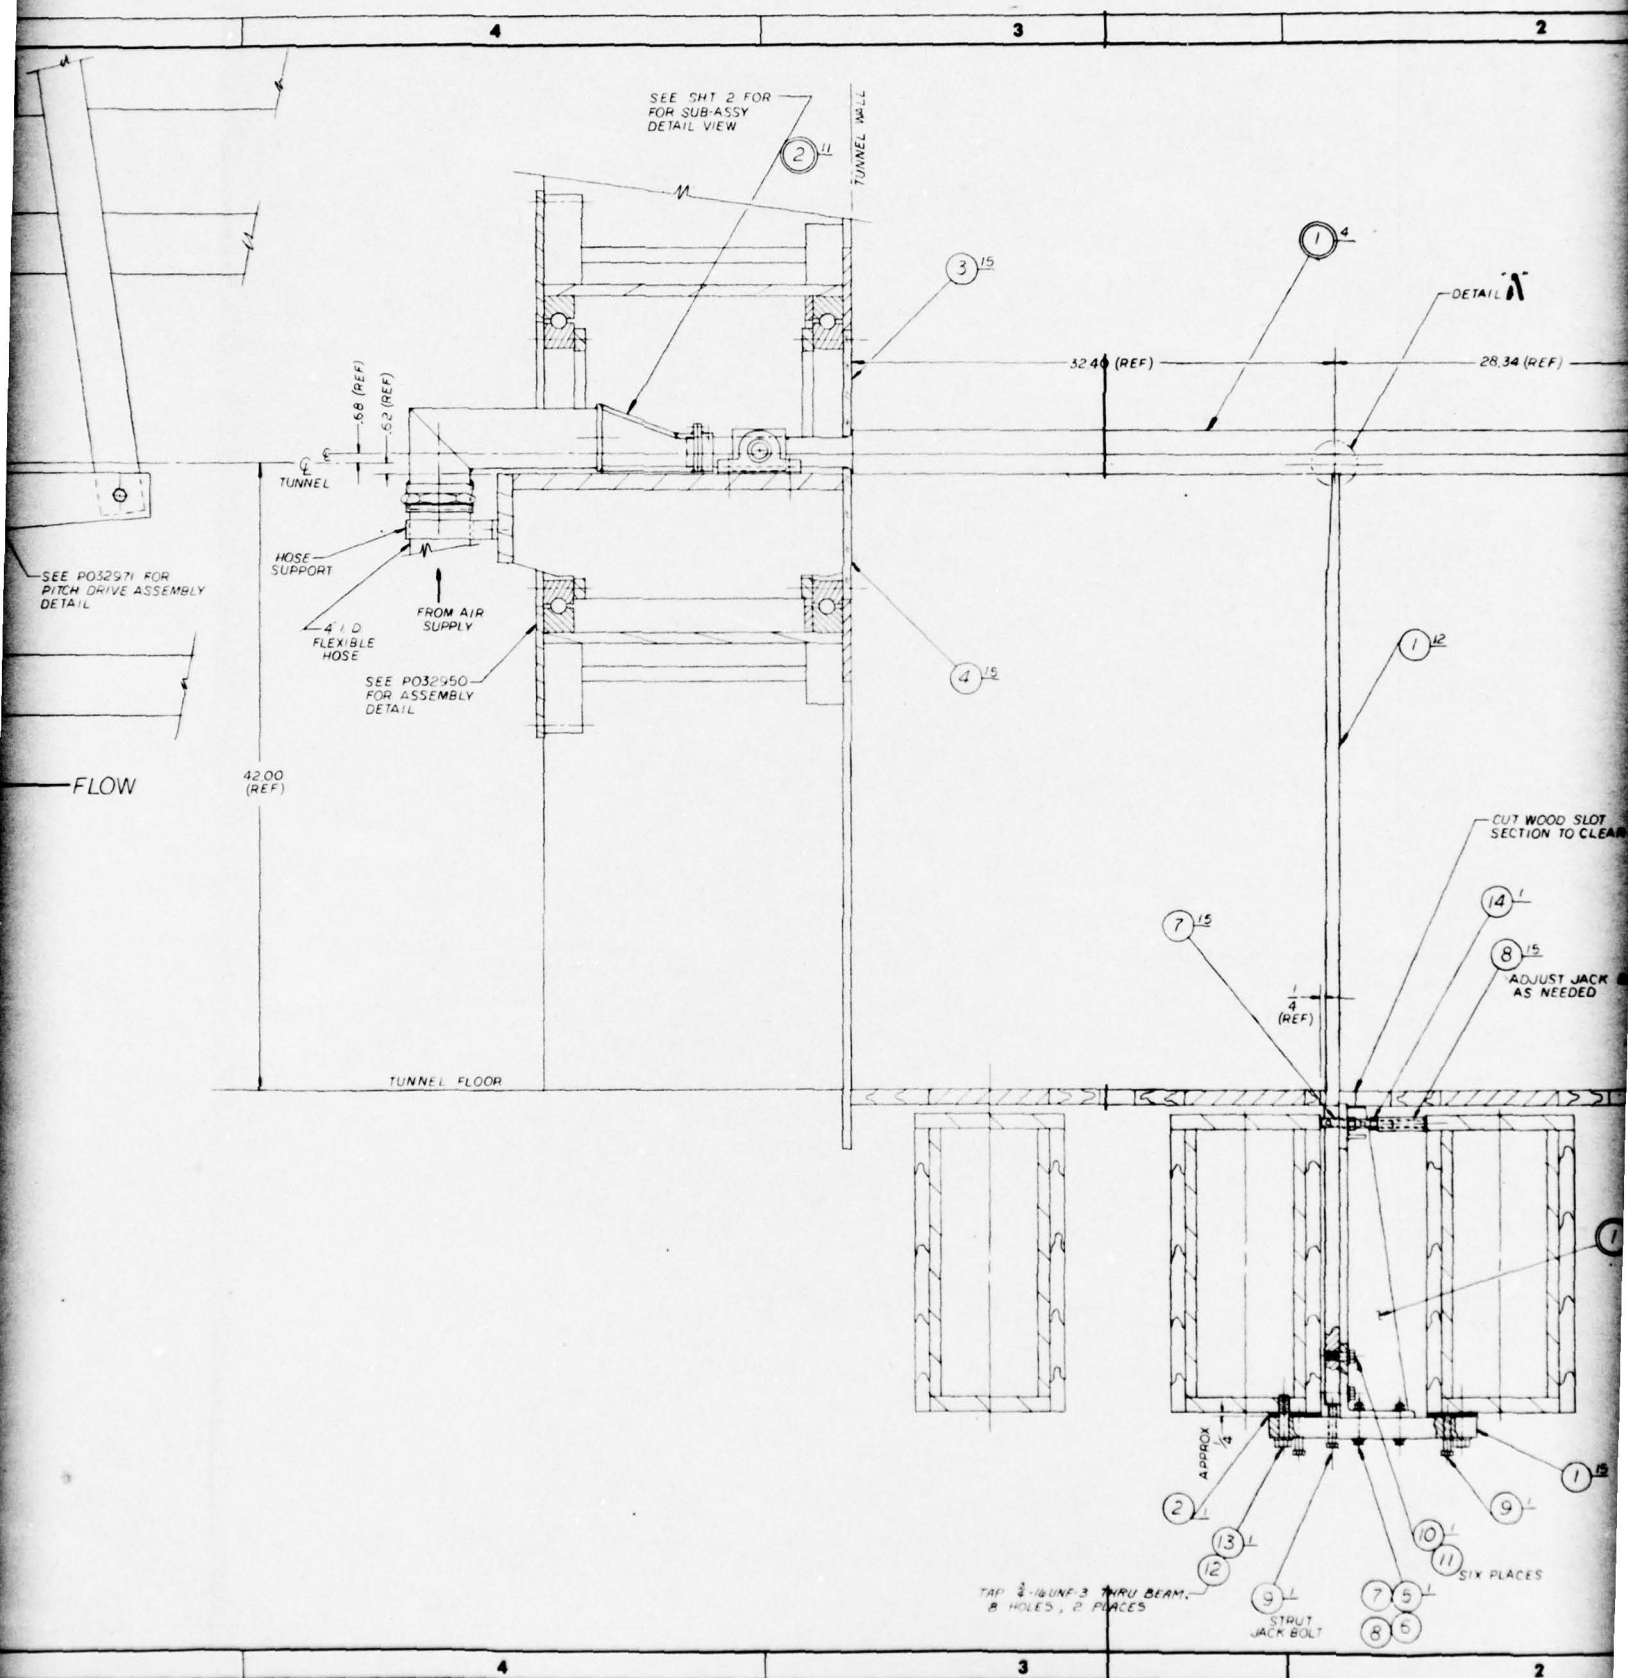 4 3 2
SEE SHT 2 FOR
FOR SUB-ASSY
DETAIL VIEW
2 11
TUNNEL WALL
1 4
3 15
DETAIL "A"
32.40 (REF)
28.34 (REF)
.68 (REF)
.62 (REF)
℄
℄
TUNNEL
HOSE
SUPPORT
SEE PO32971 FOR
PITCH DRIVE ASSEMBLY
DETAIL
FROM AIR
SUPPLY
4" I.D
FLEXIBLE
HOSE
1 12
SEE PO32950
FOR ASSEMBLY
DETAIL
4 15
FLOW
42.00
(REF)
CUT WOOD SLOT
SECTION TO CLEAR
14 1
7 15
8 15
ADJUST JACK
AS NEEDED
1/4
(REF)
TUNNEL FLOOR
1
APPROX
1/4
1 15
2 1
9 1
13 1
12
10 1
11
SIX PLACES
TAP -16UNF-3 THRU BEAM,
8 HOLES, 2 PLACES
9 1
STRUT
JACK BOLT
7 5 1
8 6
4 3 2